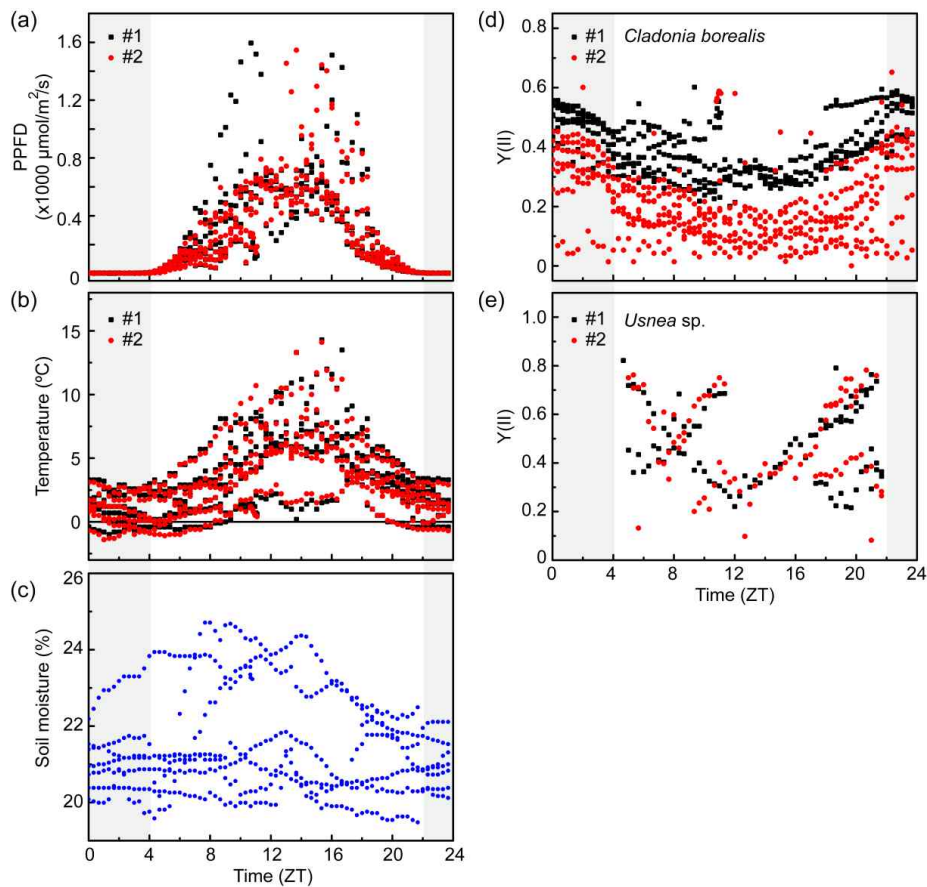 (a)
#1
#2
1.6
1.2
0.8
0.4
0
PPFD
(x1000 µmol/m²/s)
(b)
#1
#2
15
10
5
0
Temperature (ºC)
(c)
26
24
22
20
Soil moisture (%)
0 4 8 12 16 20 24
Time (ZT)
(d)
#1 Cladonia borealis
#2
0.8
0.6
0.4
0.2
0
Y(II)
(e)
#1 Usnea sp.
#2
1.0
0.8
0.6
0.4
0.2
0
Y(II)
0 4 8 12 16 20 24
Time (ZT)